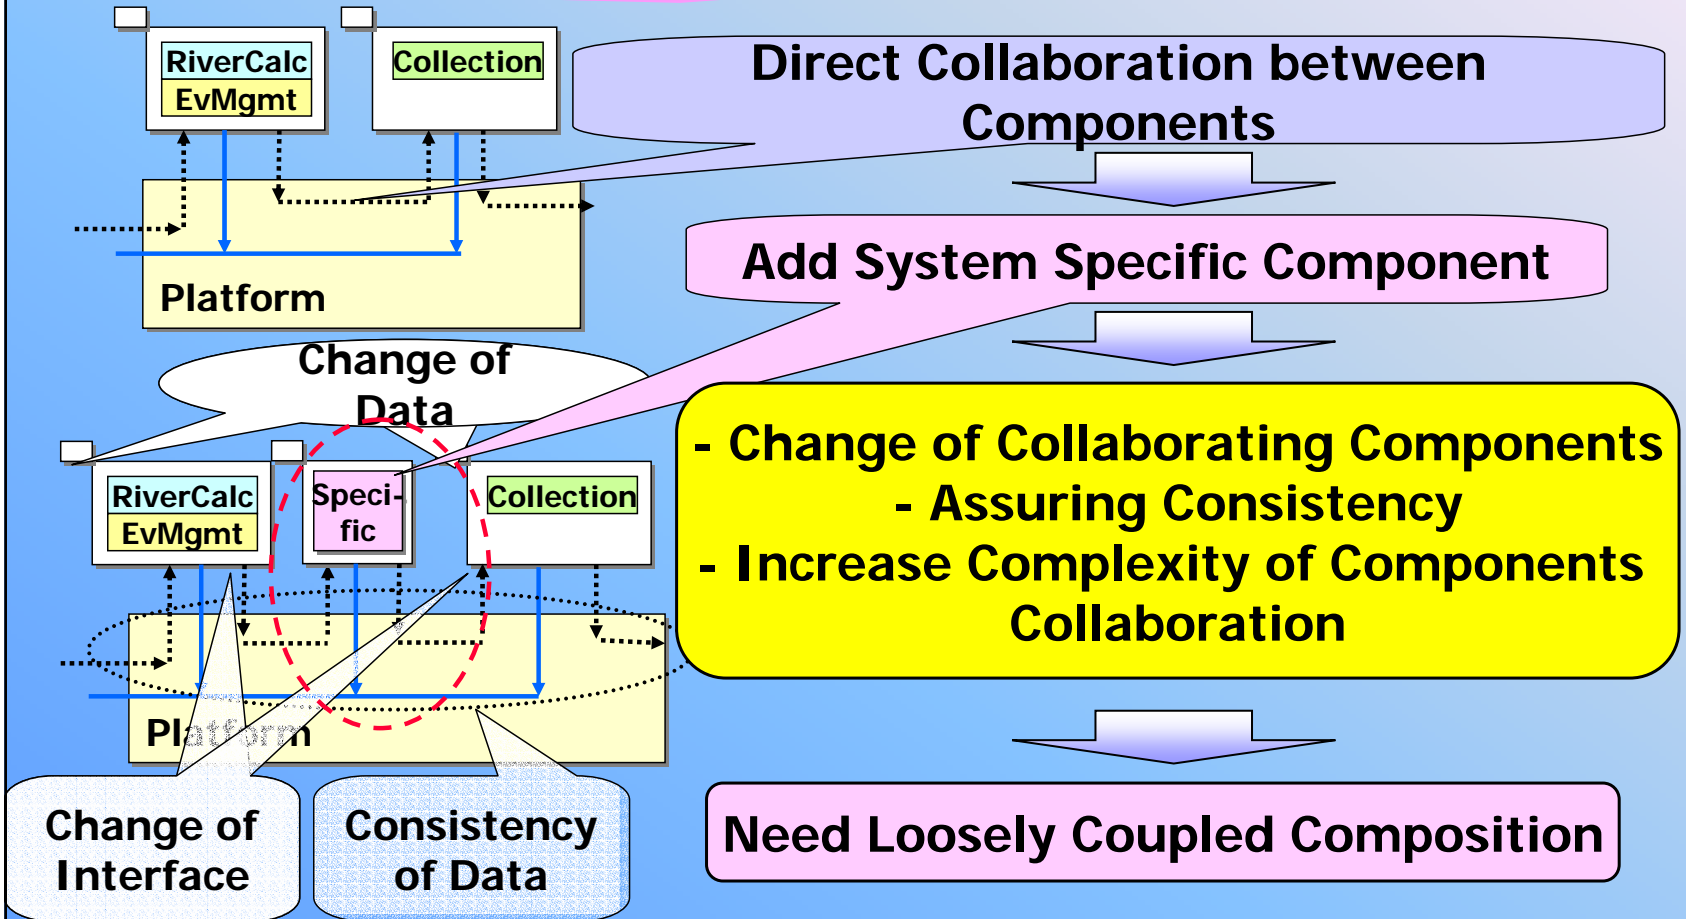 RiverCalc
EvMgmt
Collection
Direct Collaboration between
Components
Platform
Add System Specific Component
Change of
Data
RiverCalc
EvMgmt
Speci-
fic
Collection
- Change of Collaborating Components
- Assuring Consistency
- Increase Complexity of Components
Collaboration
Platform
Change of
Interface
Consistency
of Data
Need Loosely Coupled Composition